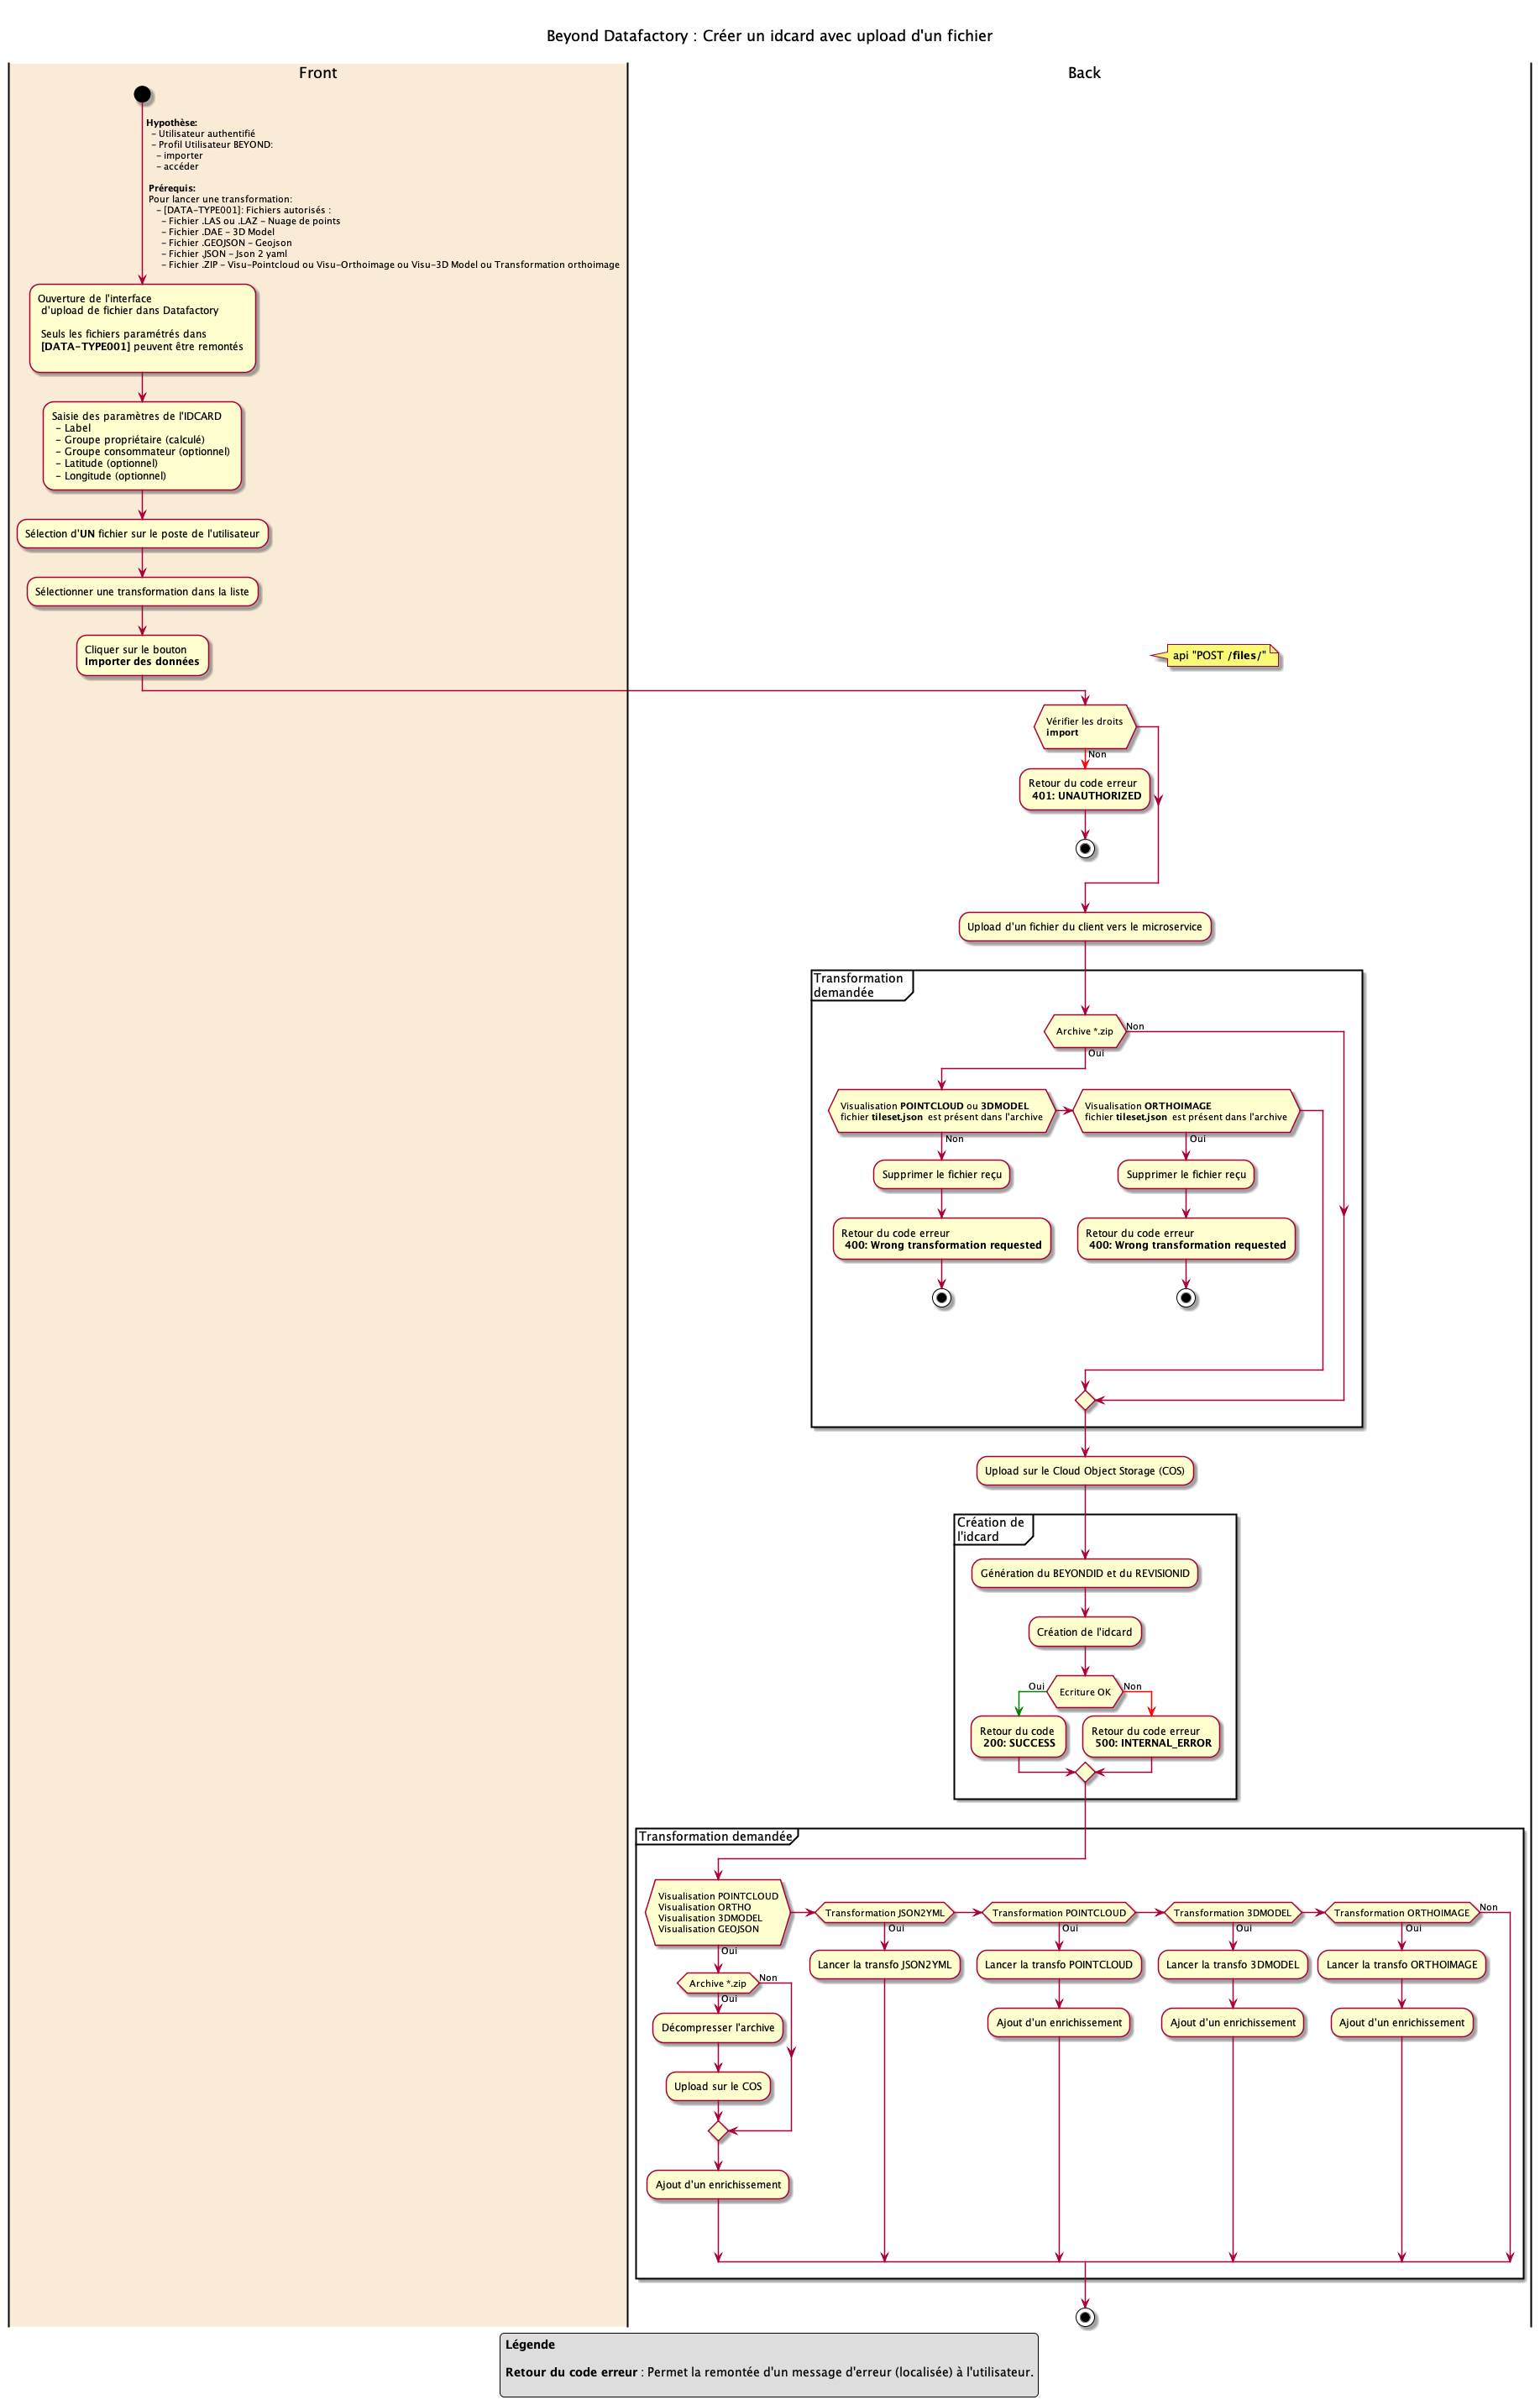 Beyond Datafactory : Créer un idcard avec upload d'un fichier
Front
Back
Hypothèse:
- Utilisateur authentifié
- Profil Utilisateur BEYOND:
- importer
- accéder
Prérequis:
Pour lancer une transformation:
- [DATA-TYPE001]: Fichiers autorisés :
- Fichier .LAS ou .LAZ - Nuage de points
- Fichier .DAE - 3D Model
- Fichier .GEOJSON - Geojson
- Fichier .JSON - Json 2 yaml
- Fichier .ZIP - Visu-Pointcloud ou Visu-Orthoimage ou Visu-3D Model ou Transformation orthoimage
Ouverture de l'interface
d'upload de fichier dans Datafactory
Seuls les fichiers paramétrés dans
[DATA-TYPE001] peuvent être remontés
Saisie des paramètres de l'IDCARD
- Label
- Groupe propriétaire (calculé)
- Groupe consommateur (optionnel)
- Latitude (optionnel)
- Longitude (optionnel)
Sélection d'UN fichier sur le poste de l'utilisateur
Sélectionner une transformation dans la liste
Cliquer sur le bouton
Importer des données
api "POST /files/"
Vérifier les droits
import
Non
Retour du code erreur
401: UNAUTHORIZED
Upload d'un fichier du client vers le microservice
Transformation
demandée
Archive *.zip
Non
Oui
Visualisation POINTCLOUD ou 3DMODEL
fichier tileset.json est présent dans l'archive
Visualisation ORTHOIMAGE
fichier tileset.json est présent dans l'archive
Non
Oui
Supprimer le fichier reçu
Supprimer le fichier reçu
Retour du code erreur
400: Wrong transformation requested
Retour du code erreur
400: Wrong transformation requested
Upload sur le Cloud Object Storage (COS)
Création de
l'idcard
Génération du BEYONDID et du REVISIONID
Création de l'idcard
Oui
Ecriture OK
Non
Retour du code
200: SUCCESS
Retour du code erreur
500: INTERNAL_ERROR
Transformation demandée
Visualisation POINTCLOUD
Visualisation ORTHO
Visualisation 3DMODEL
Visualisation GEOJSON
Transformation JSON2YML
Transformation POINTCLOUD
Transformation 3DMODEL
Transformation ORTHOIMAGE
Non
Oui
Oui
Oui
Oui
Oui
Lancer la transfo JSON2YML
Lancer la transfo POINTCLOUD
Lancer la transfo 3DMODEL
Lancer la transfo ORTHOIMAGE
Archive *.zip
Non
Oui
Ajout d'un enrichissement
Ajout d'un enrichissement
Ajout d'un enrichissement
Décompresser l'archive
Upload sur le COS
Ajout d'un enrichissement
Légende
Retour du code erreur : Permet la remontée d'un message d'erreur (localisée) à l'utilisateur.